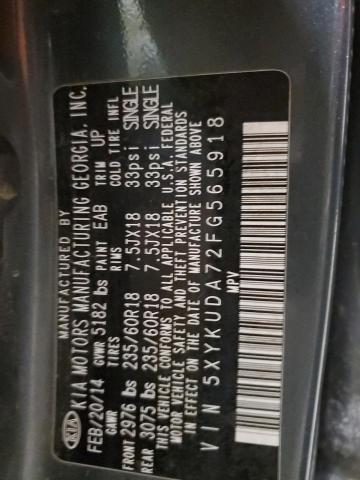 KIA
MANUFACTURED BY
KIA MOTORS MANUFACTURING GEORGIA, INC.
FEB/20/14 GVWR 5182 lbs PAINT EAB TRIM UP
GAWR TIRES RIMS COLD TIRE INFL
FRONT 2976 lbs 235/60R18 7.5JX18 33psi SINGLE
REAR 3075 lbs 235/60R18 7.5JX18 33psi SINGLE
THIS VEHICLE CONFORMS TO ALL APPLICABLE U.S. FEDERAL
MOTOR VEHICLE SAFETY AND THEFT PREVENTION STANDARDS
IN EFFECT ON THE DATE OF MANUFACTURE SHOWN ABOVE
VIN 5XYKUDA72FG565918
MPV